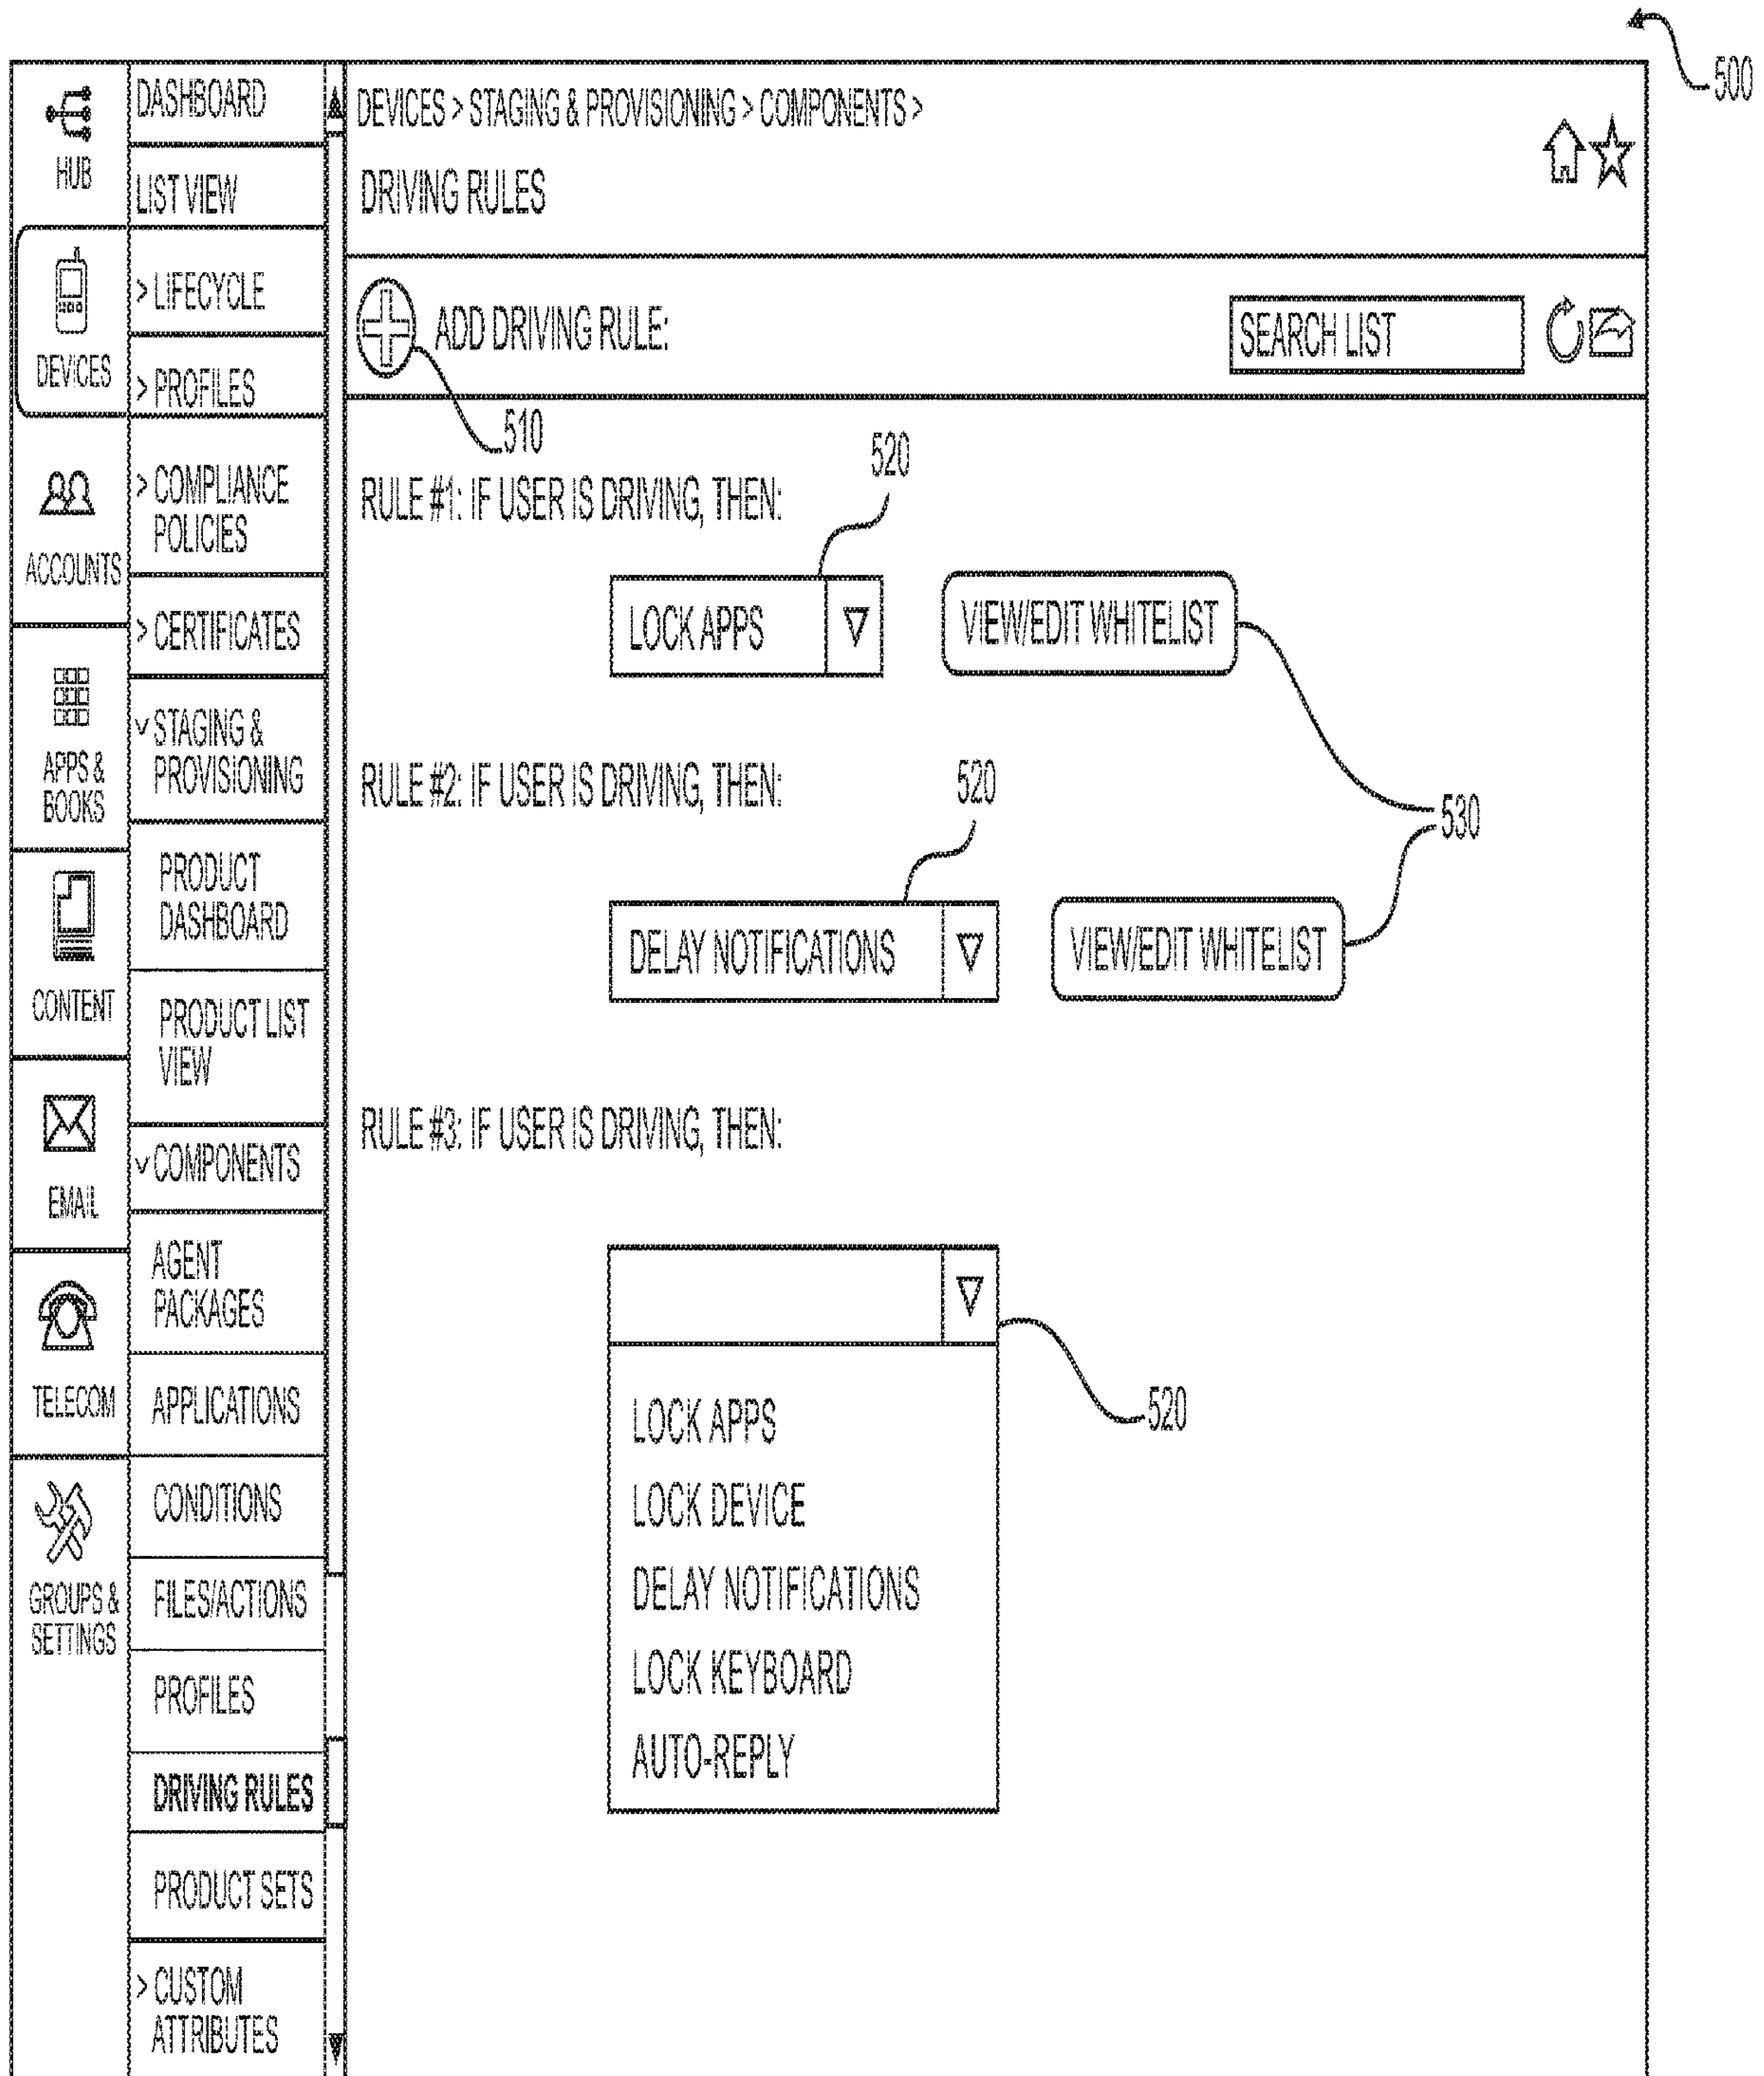 500
HUB
DEVICES
ACCOUNTS
APPS &
BOOKS
CONTENT
EMAIL
TELECOM
GROUPS &
SETTINGS
DASHBOARD
LIST VIEW
> LIFECYCLE
> PROFILES
> COMPLIANCE
POLICIES
> CERTIFICATES
˅ STAGING &
PROVISIONING
PRODUCT
DASHBOARD
PRODUCT LIST
VIEW
˅ COMPONENTS
AGENT
PACKAGES
APPLICATIONS
CONDITIONS
FILES/ACTIONS
PROFILES
DRIVING RULES
PRODUCT SETS
> CUSTOM
ATTRIBUTES
DEVICES > STAGING & PROVISIONING > COMPONENTS >
DRIVING RULES
ADD DRIVING RULE:
SEARCH LIST
510
520
RULE #1: IF USER IS DRIVING, THEN:
LOCK APPS
VIEW/EDIT WHITELIST
RULE #2: IF USER IS DRIVING, THEN:
520
530
DELAY NOTIFICATIONS
VIEW/EDIT WHITELIST
RULE #3: IF USER IS DRIVING, THEN:
520
LOCK APPS
LOCK DEVICE
DELAY NOTIFICATIONS
LOCK KEYBOARD
AUTO-REPLY